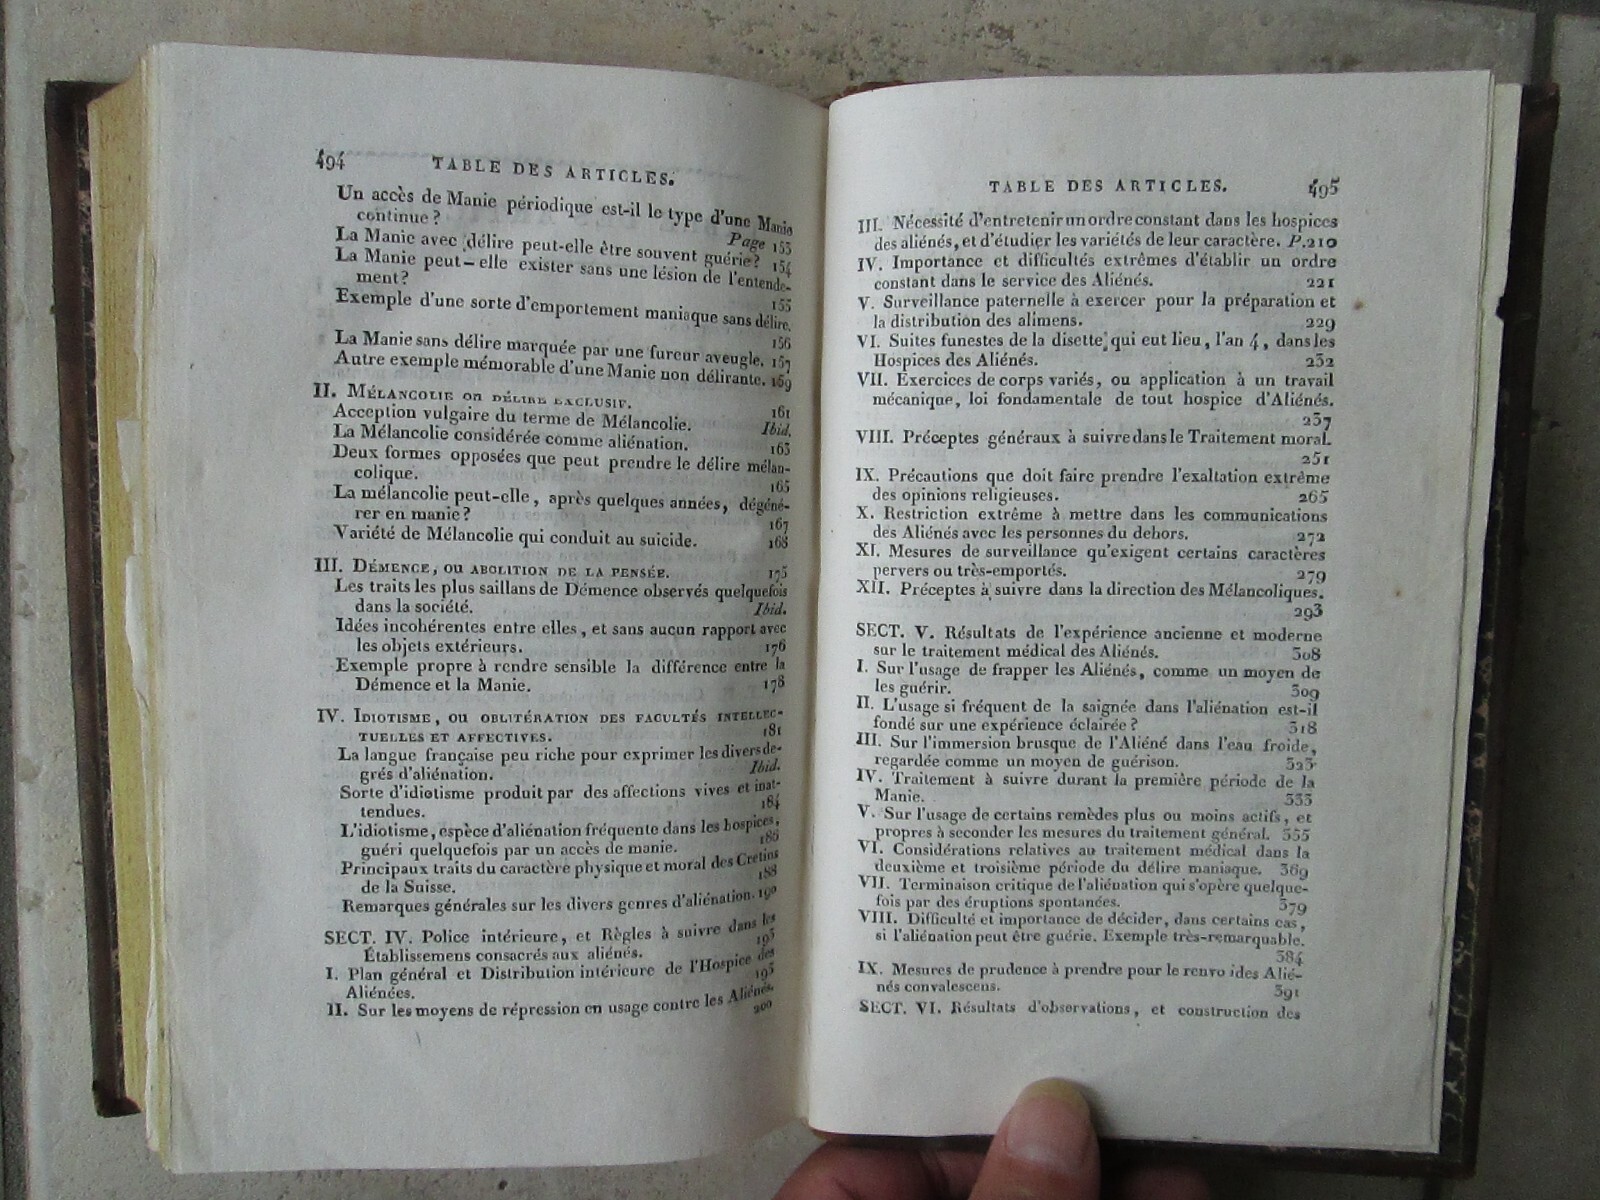 494 TABLE DES ARTICLES.
Un accès de Manie périodique est-il le type d'une Manie
continue ? Page 153
La Manie avec délire peut-elle être souvent guérie ? 154
La Manie peut-elle exister sans une lésion de l'entende-
ment ? 155
Exemple d'une sorte d'emportement maniaque sans délire.
156
La Manie sans délire marquée par une fureur aveugle. 157
Autre exemple mémorable d'une Manie non délirante. 159
II. MÉLANCOLIE ou DÉLIRE EXCLUSIF. 161
Acception vulgaire du terme de Mélancolie. Ibid.
La Mélancolie considérée comme aliénation. 163
Deux formes opposées que peut prendre le délire mélan-
colique. 165
La mélancolie peut-elle, après quelques années, dégéné-
rer en manie ? 167
Variété de Mélancolie qui conduit au suicide. 168
III. DÉMENCE, OU ABOLITION DE LA PENSÉE. 175
Les traits les plus saillans de Démence observés quelquefois
dans la société. Ibid.
Idées incohérentes entre elles, et sans aucun rapport avec
les objets extérieurs. 176
Exemple propre à rendre sensible la différence entre la
Démence et la Manie. 178
IV. IDIOTISME, OU OBLITÉRATION DES FACULTÉS INTELLEC-
TUELLES ET AFFECTIVES. 181
La langue française peu riche pour exprimer les divers de-
grés d'aliénation. Ibid.
Sorte d'idiotisme produit par des affections vives et inat-
tendues. 184
L'idiotisme, espèce d'aliénation fréquente dans les hospices,
guéri quelquefois par un accès de manie. 186
Principaux traits du caractère physique et moral des Crétins
de la Suisse. 188
Remarques générales sur les divers genres d'aliénation. 190
SECT. IV. Police intérieure, et Règles à suivre dans les
Établissemens consacrés aux aliénés. 193
I. Plan général et Distribution intérieure de l'Hospice des
Aliénées. 193
II. Sur les moyens de répression en usage contre les Aliénés.
200
TABLE DES ARTICLES. 495
III. Nécessité d'entretenir un ordre constant dans les hospices
des aliénés, et d'étudier les variétés de leur caractère. P. 210
IV. Importance et difficultés extrêmes d'établir un ordre
constant dans le service des Aliénés. 221
V. Surveillance paternelle à exercer pour la préparation et
la distribution des alimens. 229
VI. Suites funestes de la disette qui eut lieu, l'an 4, dans les
Hospices des Aliénés. 232
VII. Exercices de corps variés, ou application à un travail
mécanique, loi fondamentale de tout hospice d'Aliénés.
237
VIII. Préceptes généraux à suivre dans le Traitement moral.
251
IX. Précautions que doit faire prendre l'exaltation extrême
des opinions religieuses. 265
X. Restriction extrême à mettre dans les communications
des Aliénés avec les personnes du dehors. 272
XI. Mesures de surveillance qu'exigent certains caractères
pervers ou très-emportés. 279
XII. Préceptes à suivre dans la direction des Mélancoliques.
293
SECT. V. Résultats de l'expérience ancienne et moderne
sur le traitement médical des Aliénés. 308
I. Sur l'usage de frapper les Aliénés, comme un moyen de
les guérir. 309
II. L'usage si fréquent de la saignée dans l'aliénation est-il
fondé sur une expérience éclairée ? 318
III. Sur l'immersion brusque de l'Aliéné dans l'eau froide,
regardée comme un moyen de guérison. 323
IV. Traitement à suivre durant la première période de la
Manie. 333
V. Sur l'usage de certains remèdes plus ou moins actifs, et
propres à seconder les mesures du traitement général. 355
VI. Considérations relatives au traitement médical dans la
deuxième et troisième période du délire maniaque. 369
VII. Terminaison critique de l'aliénation qui s'opère quelque-
fois par des éruptions spontanées. 379
VIII. Difficulté et importance de décider, dans certains cas,
si l'aliénation peut être guérie. Exemple très-remarquable.
384
IX. Mesures de prudence à prendre pour le renvo ides Alié-
nés convalescens. 391
SECT. VI. Résultats d'observations, et construction des